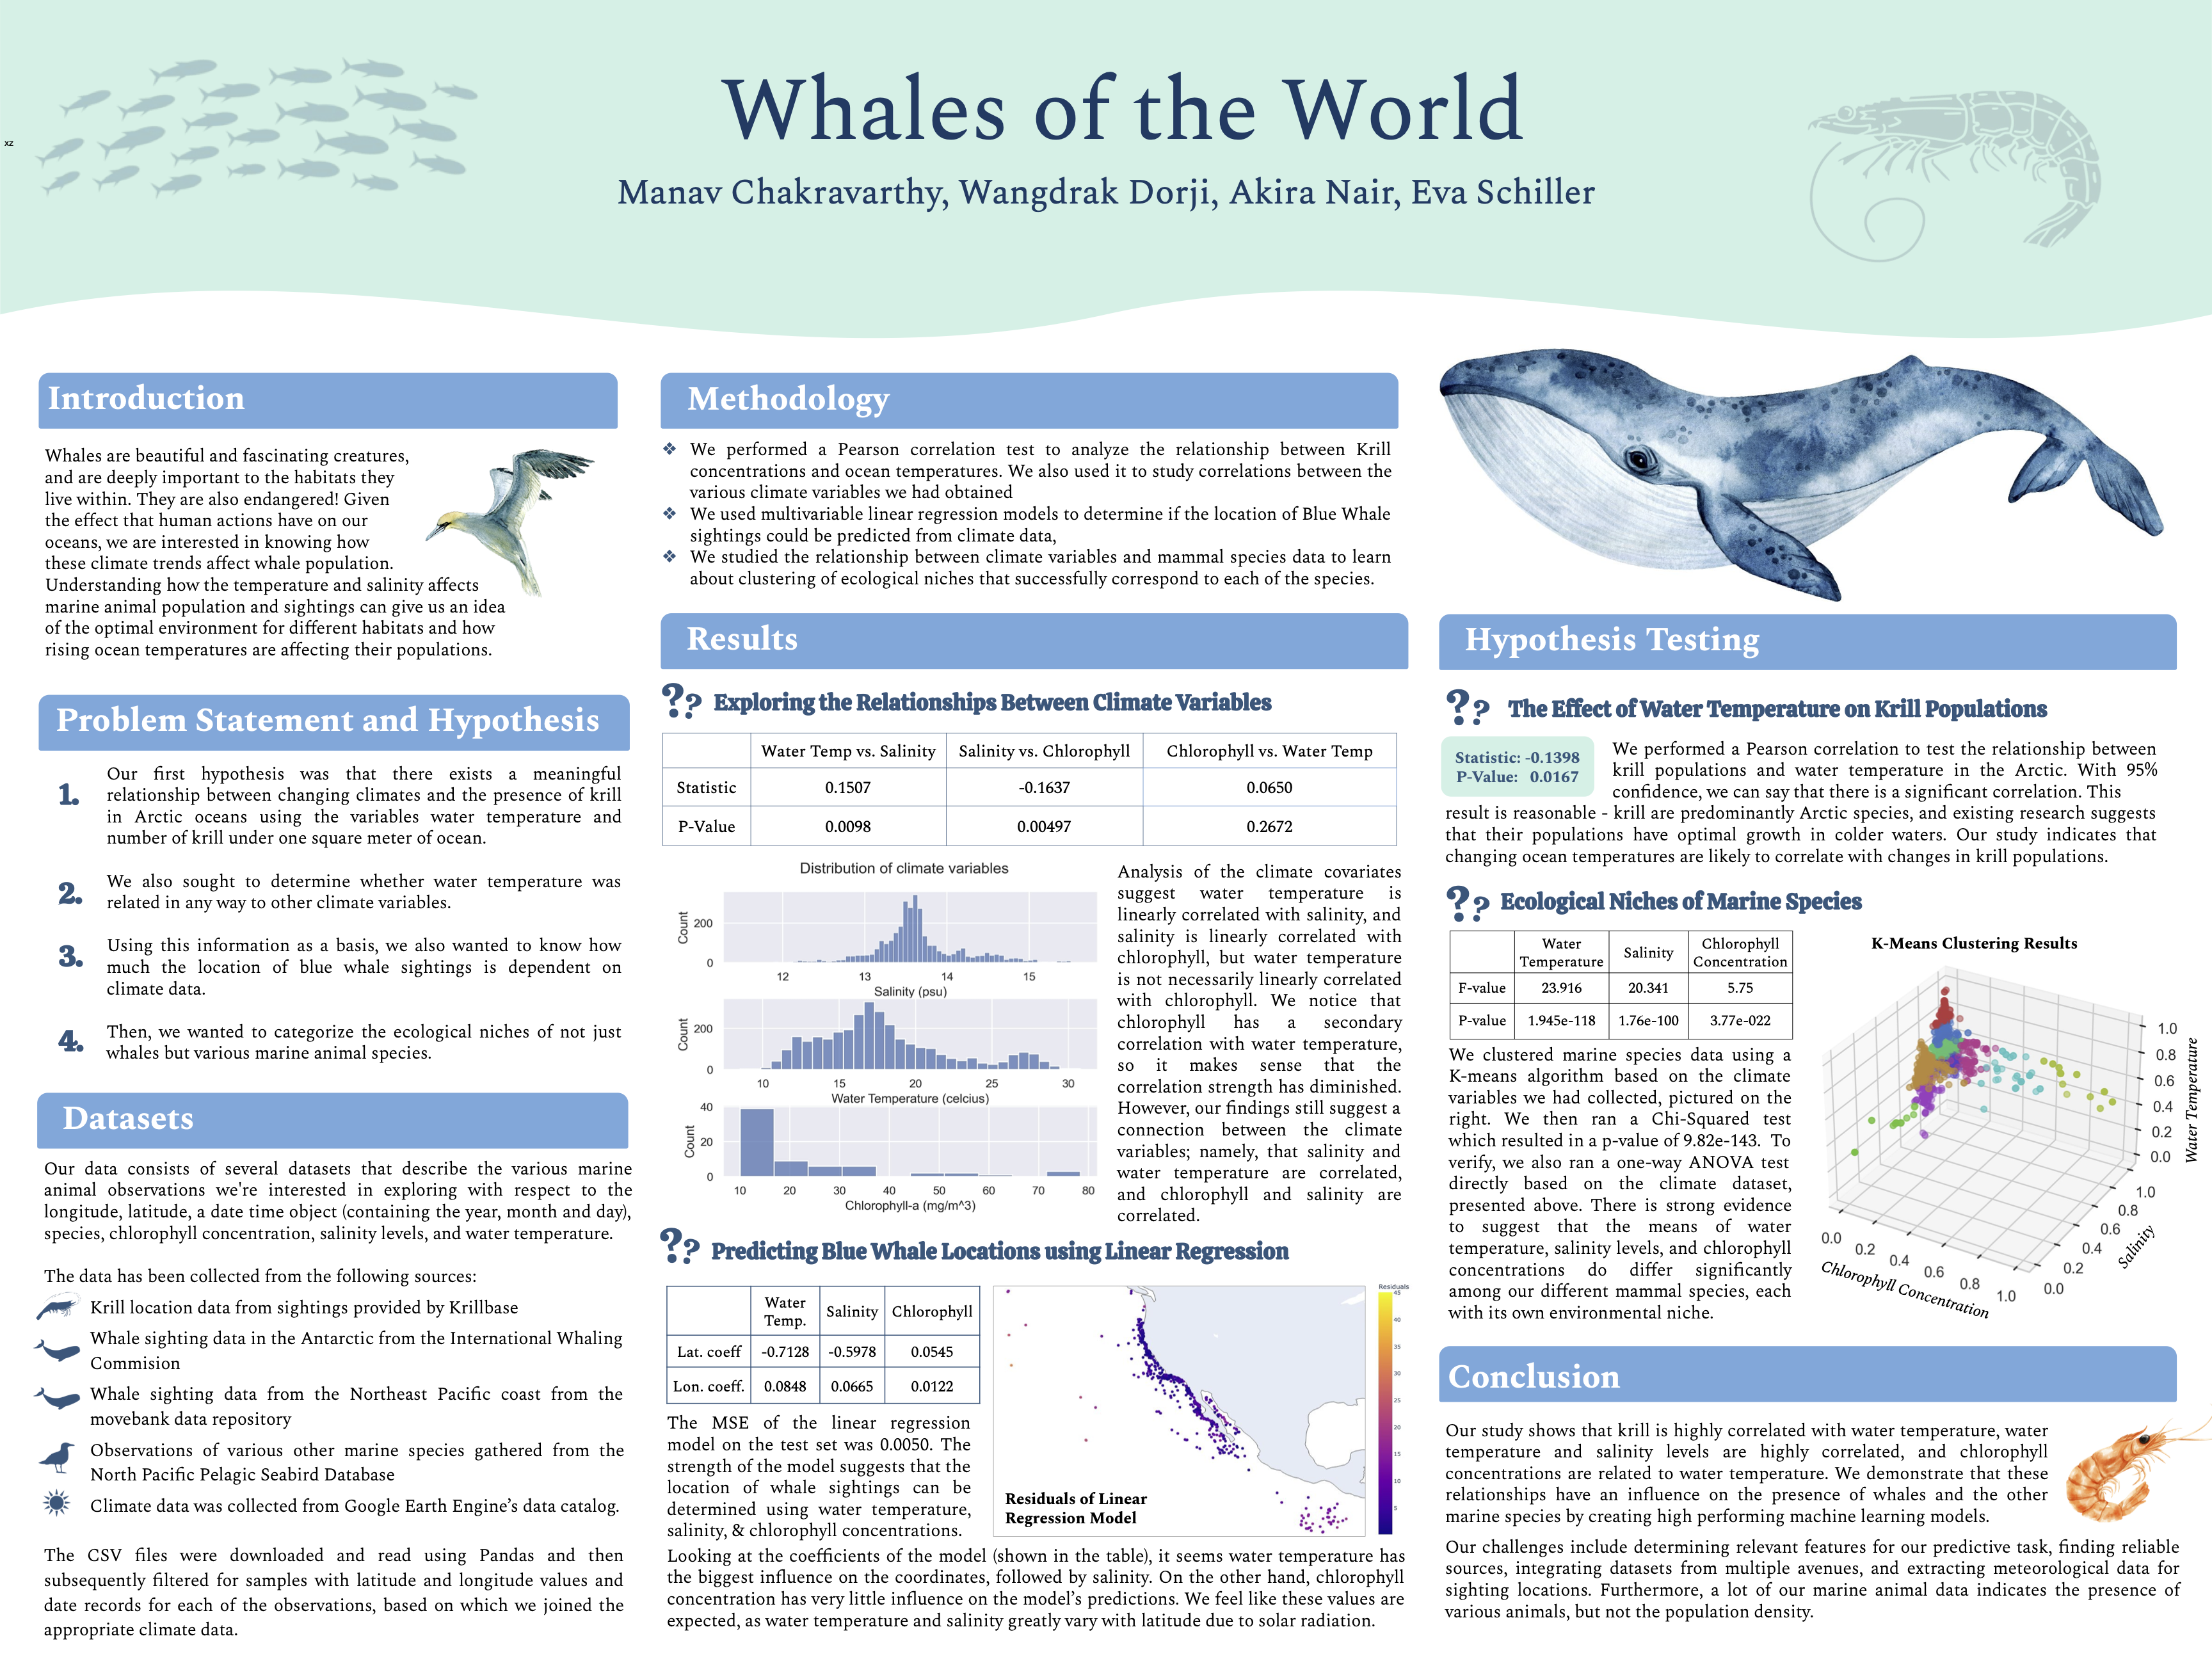 Whales of the World
xz
Manav Chakravarthy, Wangdrak Dorji, Akira Nair, Eva Schiller
Introduction
Whales are beautiful and fascinating creatures,
and are deeply important to the habitats they
live within. They are also endangered! Given
the effect that human actions have on our
oceans, we are interested in knowing how
these climate trends affect whale population.
Understanding how the temperature and salinity affects
marine animal population and sightings can give us an idea
of the optimal environment for different habitats and how
rising ocean temperatures are affecting their populations.
Problem Statement and Hypothesis
1. Our first hypothesis was that there exists a meaningful
relationship between changing climates and the presence of krill
in Arctic oceans using the variables water temperature and
number of krill under one square meter of ocean.
2. We also sought to determine whether water temperature was
related in any way to other climate variables.
3. Using this information as a basis, we also wanted to know how
much the location of blue whale sightings is dependent on
climate data.
4. Then, we wanted to categorize the ecological niches of not just
whales but various marine animal species.
Datasets
Our data consists of several datasets that describe the various marine
animal observations we're interested in exploring with respect to the
longitude, latitude, a date time object (containing the year, month and day),
species, chlorophyll concentration, salinity levels, and water temperature.
The data has been collected from the following sources:
Krill location data from sightings provided by Krillbase
Whale sighting data in the Antarctic from the International Whaling
Commision
Whale sighting data from the Northeast Pacific coast from the
movebank data repository
Observations of various other marine species gathered from the
North Pacific Pelagic Seabird Database
Climate data was collected from Google Earth Engine's data catalog.
The CSV files were downloaded and read using Pandas and then
subsequently filtered for samples with latitude and longitude values and
date records for each of the observations, based on which we joined the
appropriate climate data.
Methodology
❖ We performed a Pearson correlation test to analyze the relationship between Krill
concentrations and ocean temperatures. We also used it to study correlations between the
various climate variables we had obtained
❖ We used multivariable linear regression models to determine if the location of Blue Whale
sightings could be predicted from climate data,
❖ We studied the relationship between climate variables and mammal species data to learn
about clustering of ecological niches that successfully correspond to each of the species.
Results
?? Exploring the Relationships Between Climate Variables
Water Temp vs. Salinity Salinity vs. Chlorophyll Chlorophyll vs. Water Temp
Statistic 0.1507 -0.1637 0.0650
P-Value 0.0098 0.00497 0.2672
Distribution of climate variables
Count
200
0
12 13 14 15
Salinity (psu)
Count
200
0
10 15 20 25 30
Water Temperature (celcius)
Count
40
20
0
10 20 30 40 50 60 70 80
Chlorophyll-a (mg/m^3)
Analysis of the climate covariates
suggest water temperature is
linearly correlated with salinity, and
salinity is linearly correlated with
chlorophyll, but water temperature
is not necessarily linearly correlated
with chlorophyll. We notice that
chlorophyll has a secondary
correlation with water temperature,
so it makes sense that the
correlation strength has diminished.
However, our findings still suggest a
connection between the climate
variables; namely, that salinity and
water temperature are correlated,
and chlorophyll and salinity are
correlated.
?? Predicting Blue Whale Locations using Linear Regression
Water
Temp. Salinity Chlorophyll
Lat. coeff -0.7128 -0.5978 0.0545
Lon. coeff. 0.0848 0.0665 0.0122
The MSE of the linear regression
model on the test set was 0.0050. The
strength of the model suggests that the
location of whale sightings can be
determined using water temperature,
salinity, & chlorophyll concentrations.
Residuals of Linear
Regression Model
Residuals
45
40
35
30
25
20
15
10
5
Looking at the coefficients of the model (shown in the table), it seems water temperature has
the biggest influence on the coordinates, followed by salinity. On the other hand, chlorophyll
concentration has very little influence on the model's predictions. We feel like these values are
expected, as water temperature and salinity greatly vary with latitude due to solar radiation.
Hypothesis Testing
?? The Effect of Water Temperature on Krill Populations
Statistic: -0.1398
P-Value: 0.0167
We performed a Pearson correlation to test the relationship between
krill populations and water temperature in the Arctic. With 95%
confidence, we can say that there is a significant correlation. This
result is reasonable - krill are predominantly Arctic species, and existing research suggests
that their populations have optimal growth in colder waters. Our study indicates that
changing ocean temperatures are likely to correlate with changes in krill populations.
?? Ecological Niches of Marine Species
Water
Temperature Salinity Chlorophyll
Concentration
F-value 23.916 20.341 5.75
P-value 1.945e-118 1.76e-100 3.77e-022
We clustered marine species data using a
K-means algorithm based on the climate
variables we had collected, pictured on the
right. We then ran a Chi-Squared test
which resulted in a p-value of 9.82e-143. To
verify, we also ran a one-way ANOVA test
directly based on the climate dataset,
presented above. There is strong evidence
to suggest that the means of water
temperature, salinity levels, and chlorophyll
concentrations do differ significantly
among our different mammal species, each
with its own environmental niche.
K-Means Clustering Results
1.0
0.8
0.6
0.4
0.2
0.0
Water Temperature
1.0
0.8
0.6
0.4
0.2
0.0
Salinity
0.0 0.2 0.4 0.6 0.8 1.0
Chlorophyll Concentration
Conclusion
Our study shows that krill is highly correlated with water temperature, water
temperature and salinity levels are highly correlated, and chlorophyll
concentrations are related to water temperature. We demonstrate that these
relationships have an influence on the presence of whales and the other
marine species by creating high performing machine learning models.
Our challenges include determining relevant features for our predictive task, finding reliable
sources, integrating datasets from multiple avenues, and extracting meteorological data for
sighting locations. Furthermore, a lot of our marine animal data indicates the presence of
various animals, but not the population density.